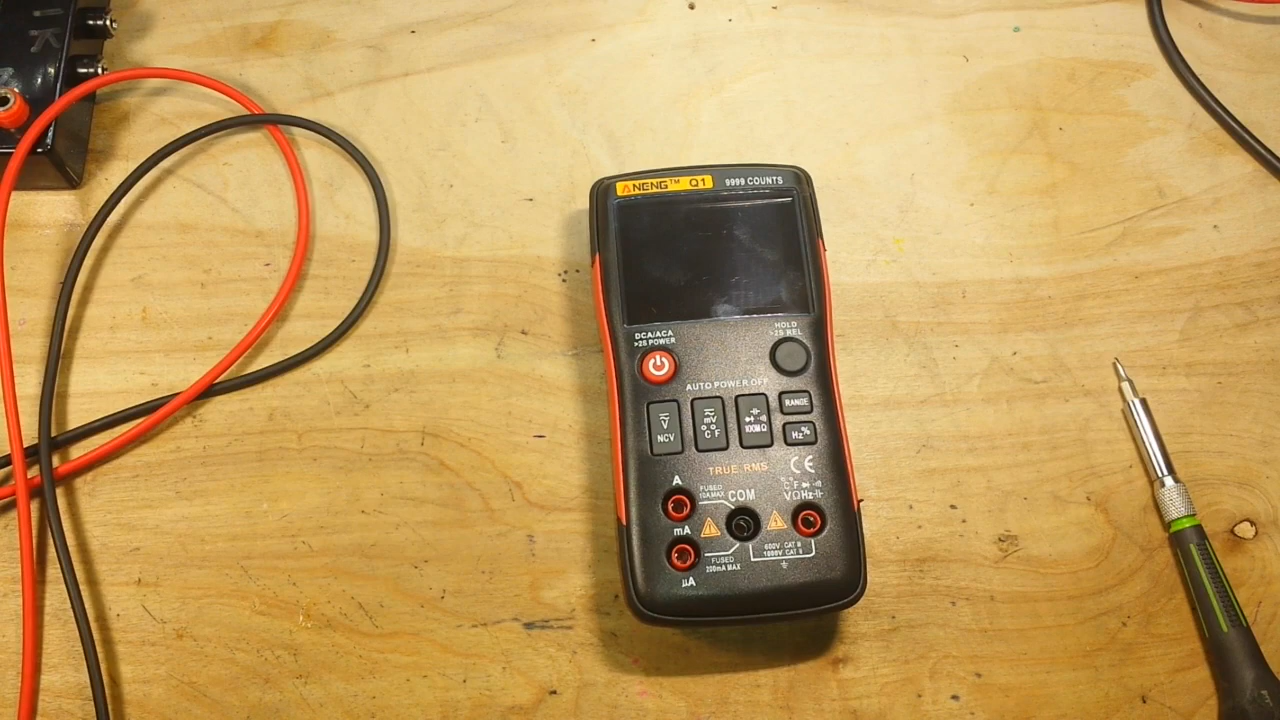 ANENG™ Q1 9999 COUNTS
DCA/ACA
>2S POWER
HOLD
>2S REL
AUTO POWER OFF
V
NCV
mV
°C °F
100MΩ
RANGE
Hz%
TRUE. RMS
CE
A
FUSED
10A MAX
COM
°C °F
VΩHz
mA
600V CAT III
1000V CAT II
FUSED
200mA MAX
µA